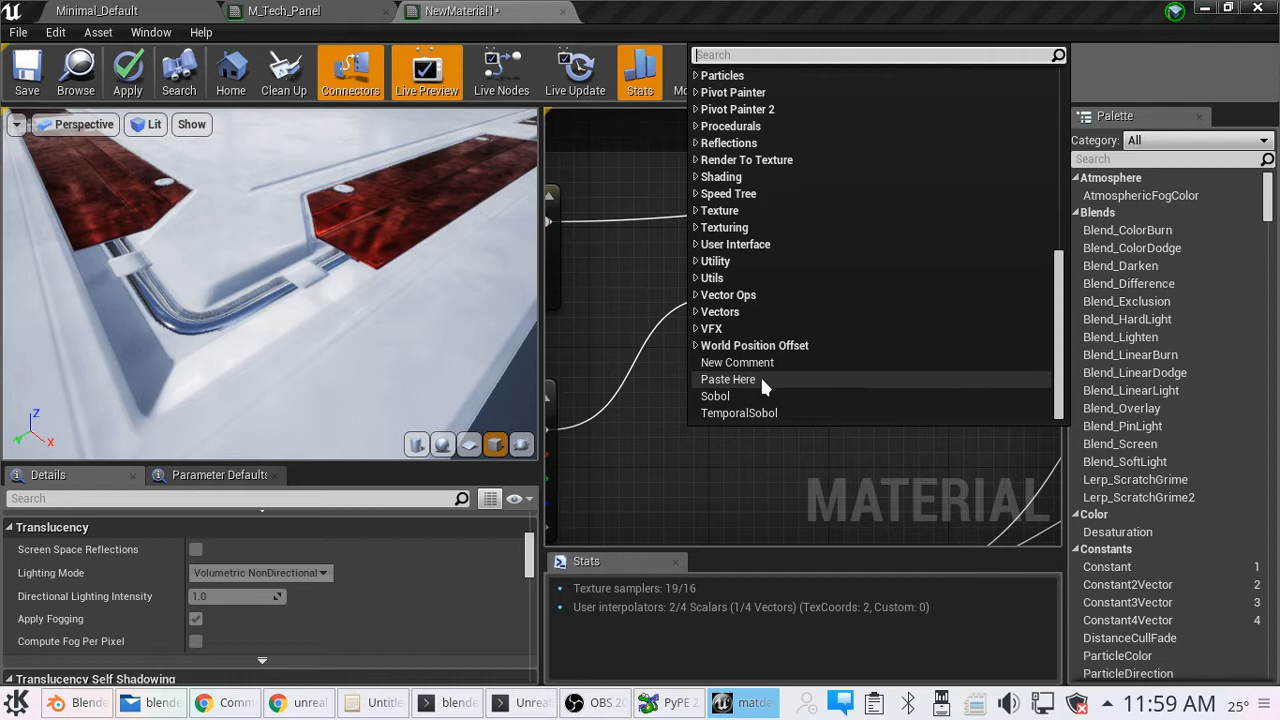 Minimal_Default
M_Tech_Panel
NewMaterial1*
File Edit Asset Window Help
Save Browse Apply Search Home Clean Up Connectors Live Preview Live Nodes Live Update Stats
Search
Particles
Pivot Painter
Pivot Painter 2
Procedurals
Reflections
Render To Texture
Shading
Speed Tree
Texture
Texturing
User Interface
Utility
Utils
Vector Ops
Vectors
VFX
World Position Offset
New Comment
Paste Here
Sobol
TemporalSobol
Perspective Lit Show
Z
Y
X
MATERIAL
Palette
Category: All
Search
Atmosphere
AtmosphericFogColor
Blends
Blend_ColorBurn
Blend_ColorDodge
Blend_Darken
Blend_Difference
Blend_Exclusion
Blend_HardLight
Blend_Lighten
Blend_LinearBurn
Blend_LinearDodge
Blend_LinearLight
Blend_Overlay
Blend_PinLight
Blend_Screen
Blend_SoftLight
Lerp_ScratchGrime
Lerp_ScratchGrime2
Color
Desaturation
Constants
Constant 1
Constant2Vector 2
Constant3Vector 3
Constant4Vector 4
DistanceCullFade
ParticleColor
ParticleDirection
Details
Parameter Defaults
Search
Translucency
Screen Space Reflections
Lighting Mode Volumetric NonDirectional
Directional Lighting Intensity 1.0
Apply Fogging
Compute Fog Per Pixel
Translucency Self Shadowing
Stats
Texture samplers: 19/16
User interpolators: 2/4 Scalars (1/4 Vectors) (TexCoords: 2, Custom: 0)
Blend blend Comm unrea Untitle blende Unrea OBS 20 PyPE 2 matde 11:59 AM 25°